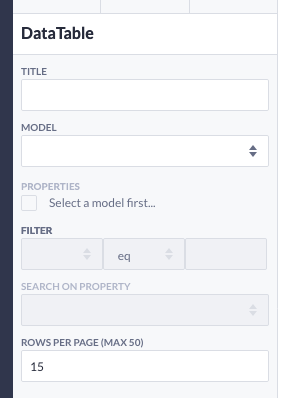 DataTable
TITLE
MODEL
PROPERTIES
Select a model first...
FILTER
eq
SEARCH ON PROPERTY
ROWS PER PAGE (MAX 50)
15